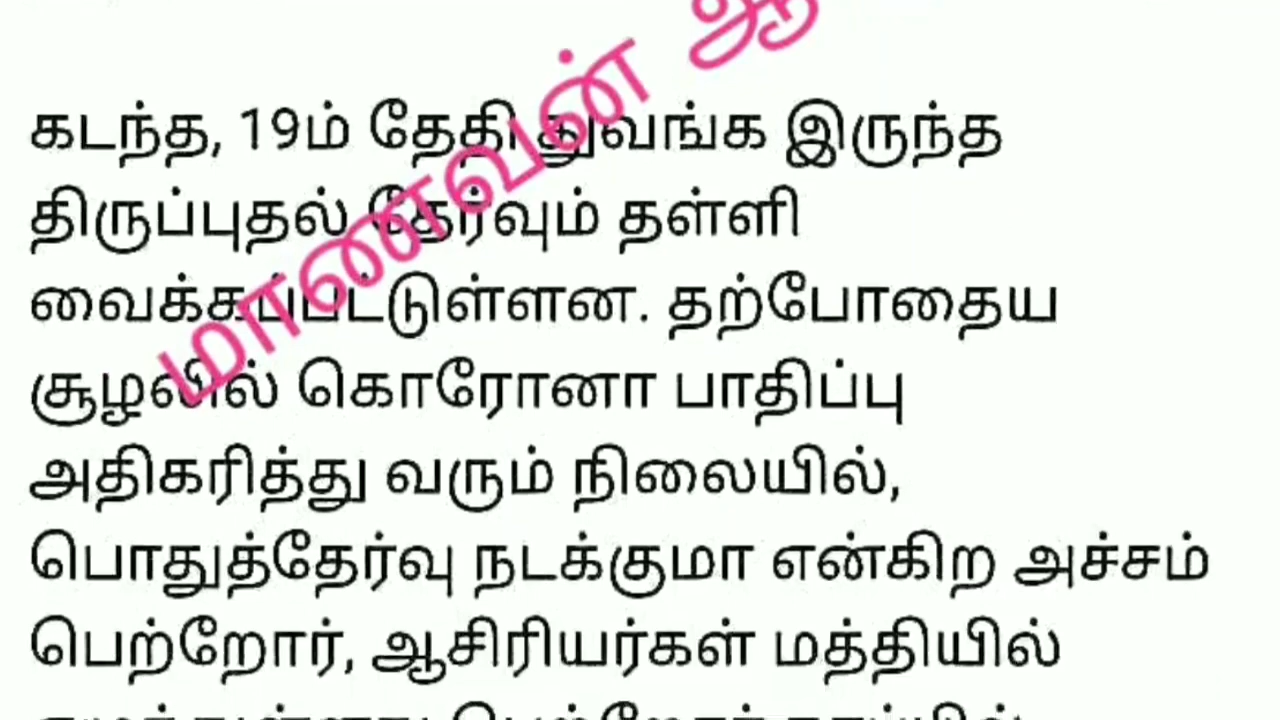 மாணவன் ஆ
கடந்த, 19ம் தேதி துவங்க இருந்த
திருப்புதல் தேர்வும் தள்ளி
வைக்கப்பட்டுள்ளன. தற்போதைய
சூழலில் கொரோனா பாதிப்பு
அதிகரித்து வரும் நிலையில்,
பொதுத்தேர்வு நடக்குமா என்கிற அச்சம்
பெற்றோர், ஆசிரியர்கள் மத்தியில்